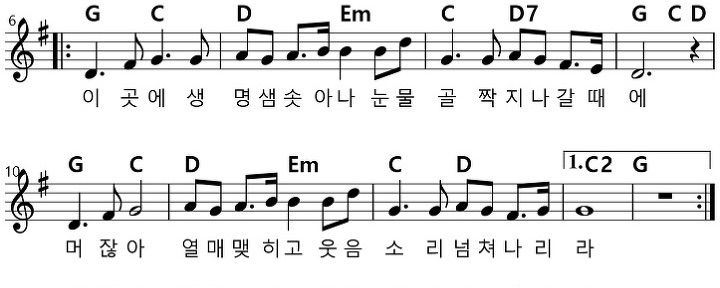 6 G C D Em C D7 G C D
이 곳 에 생 명 샘 솟 아 나 눈 물 골 짝 지 나 갈 때 에
10 G C D Em C D 1. C2 G
머 잖 아 열 매 맺 히 고 웃 음 소 리 넘 쳐 나 리 라